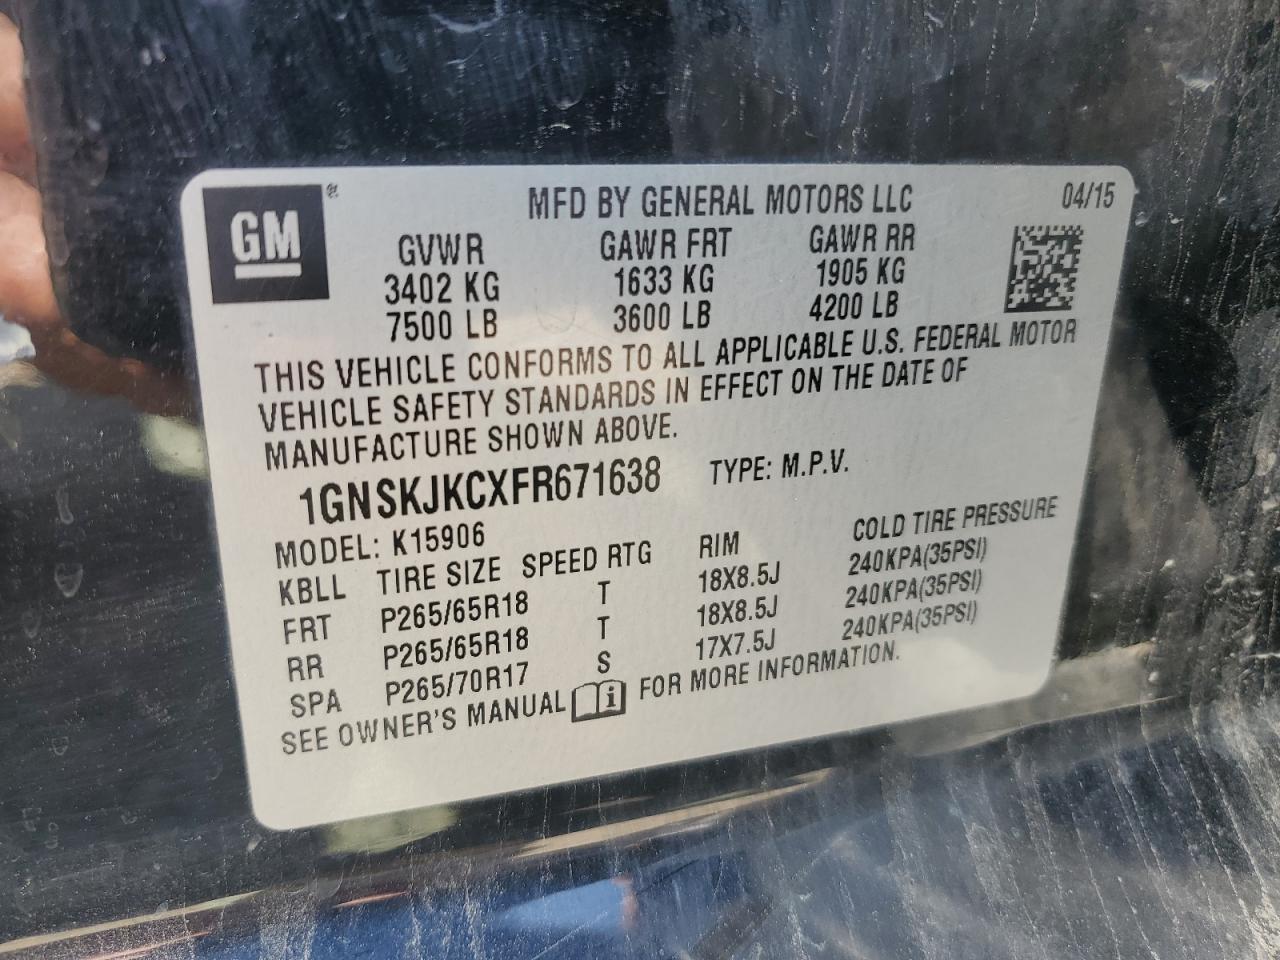 GM ®
MFD BY GENERAL MOTORS LLC 04/15
GVWR GAWR FRT GAWR RR
3402 KG 1633 KG 1905 KG
7500 LB 3600 LB 4200 LB
THIS VEHICLE CONFORMS TO ALL APPLICABLE U.S. FEDERAL MOTOR
VEHICLE SAFETY STANDARDS IN EFFECT ON THE DATE OF
MANUFACTURE SHOWN ABOVE.
1GNSKJKCXFR671638 TYPE: M.P.V.
MODEL: K15906
KBLL TIRE SIZE SPEED RTG RIM COLD TIRE PRESSURE
FRT P265/65R18 T 18X8.5J 240KPA(35PSI)
RR P265/65R18 T 18X8.5J 240KPA(35PSI)
SPA P265/70R17 S 17X7.5J 240KPA(35PSI)
SEE OWNER'S MANUAL i FOR MORE INFORMATION.